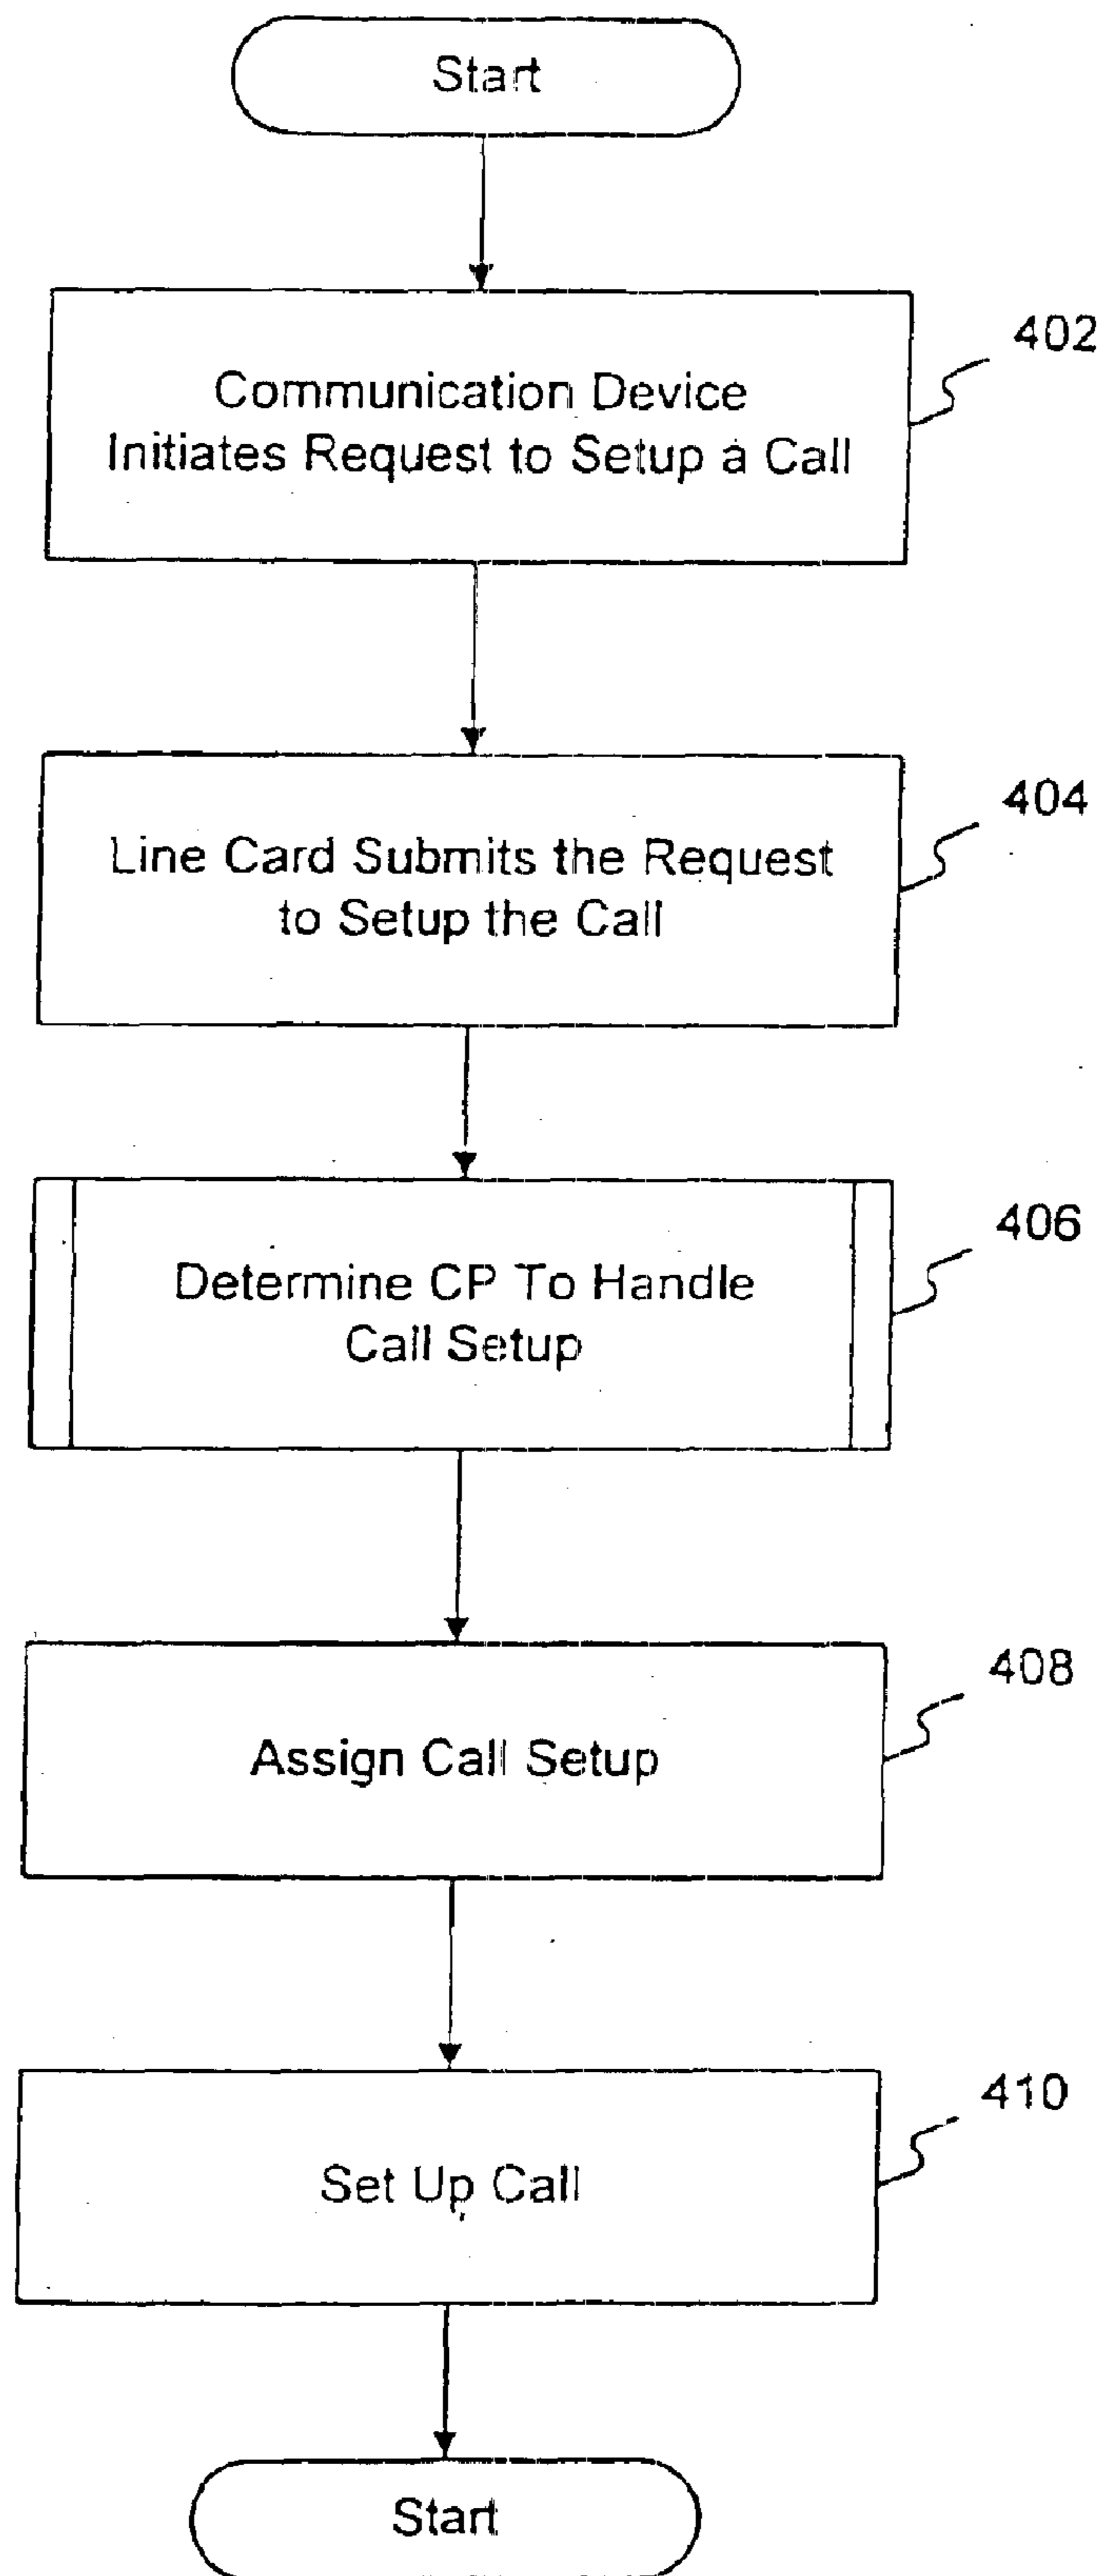 Start
402
Communication Device
Initiates Request to Setup a Call
404
Line Card Submits the Request
to Setup the Call
406
Determine CP To Handle
Call Setup
408
Assign Call Setup
410
Set Up Call
Start